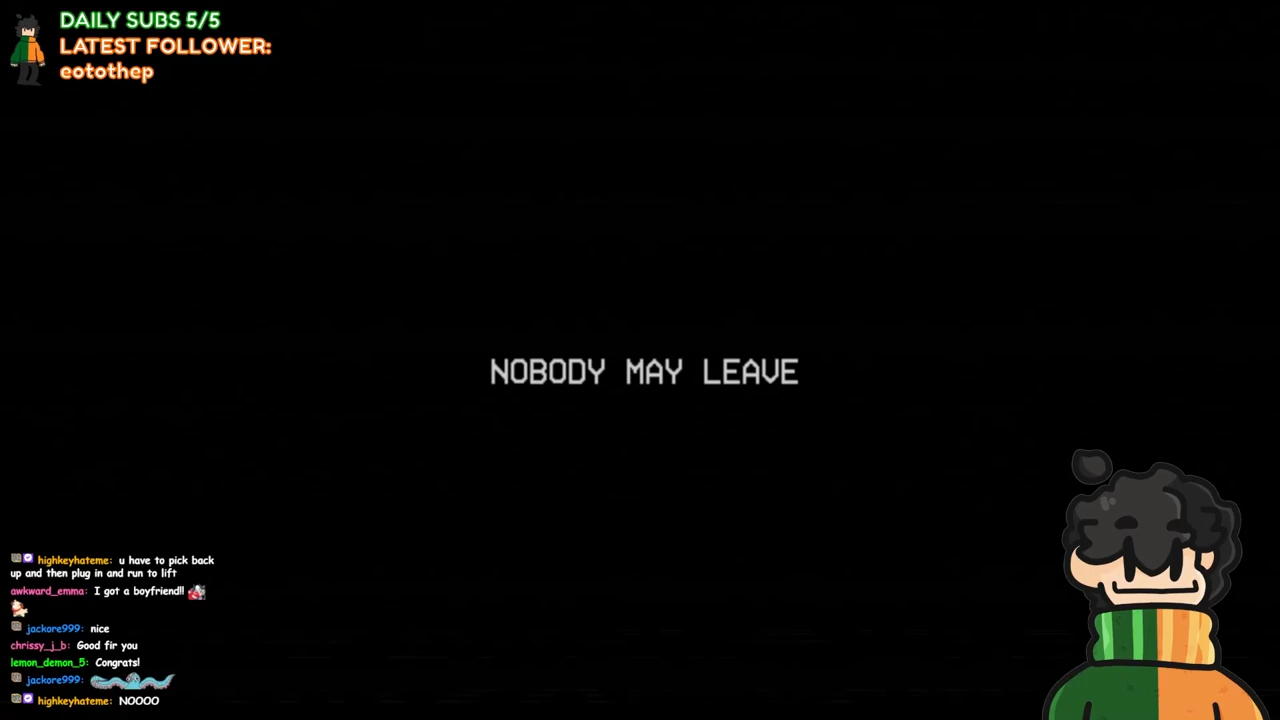 DAILY SUBS 5/5
LATEST FOLLOWER:
eotothep
NOBODY MAY LEAVE
highkeyhateme: u have to pick back
up and then plug in and run to lift
awkward_emma: I got a boyfriend!!
jackore999: nice
chrissy_j_b: Good fir you
lemon_demon_5: Congrats!
jackore999:
highkeyhateme: NOOOO